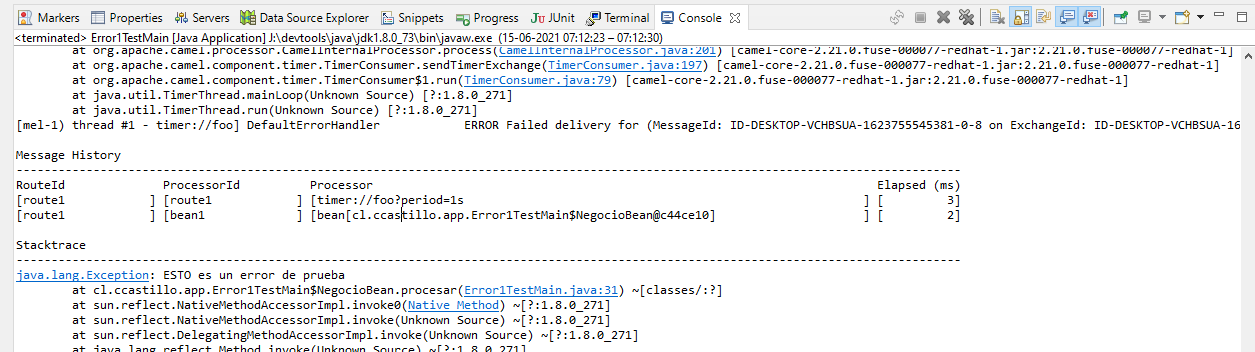 Markers Properties Servers Data Source Explorer Snippets Progress JUnit Terminal Console
<terminated> Error1TestMain [Java Application] J:\devtools\java\jdk1.8.0_73\bin\javaw.exe (15-06-2021 07:12:23 – 07:12:30)
at org.apache.camel.processor.CamelInternalProcessor.process(CamelInternalProcessor.java:201) [camel-core-2.21.0.fuse-000077-redhat-1.jar:2.21.0.fuse-000077-redhat-1]
at org.apache.camel.component.timer.TimerConsumer.sendTimerExchange(TimerConsumer.java:197) [camel-core-2.21.0.fuse-000077-redhat-1.jar:2.21.0.fuse-000077-redhat-1]
at org.apache.camel.component.timer.TimerConsumer$1.run(TimerConsumer.java:79) [camel-core-2.21.0.fuse-000077-redhat-1.jar:2.21.0.fuse-000077-redhat-1]
at java.util.TimerThread.mainLoop(Unknown Source) [?:1.8.0_271]
at java.util.TimerThread.run(Unknown Source) [?:1.8.0_271]
[mel-1) thread #1 - timer://foo] DefaultErrorHandler ERROR Failed delivery for (MessageId: ID-DESKTOP-VCHBSUA-1623755545381-0-8 on ExchangeId: ID-DESKTOP-VCHBSUA-16
Message History
---------------------------------------------------------------------------------------------------------------------------------------
RouteId ProcessorId Processor Elapsed (ms)
[route1 ] [route1 ] [timer://foo?period=1s ] [ 3]
[route1 ] [bean1 ] [bean[cl.ccastillo.app.Error1TestMain$NegocioBean@c44ce10] ] [ 2]
Stacktrace
---------------------------------------------------------------------------------------------------------------------------------------
java.lang.Exception: ESTO es un error de prueba
at cl.ccastillo.app.Error1TestMain$NegocioBean.procesar(Error1TestMain.java:31) ~[classes/:?]
at sun.reflect.NativeMethodAccessorImpl.invoke0(Native Method) ~[?:1.8.0_271]
at sun.reflect.NativeMethodAccessorImpl.invoke(Unknown Source) ~[?:1.8.0_271]
at sun.reflect.DelegatingMethodAccessorImpl.invoke(Unknown Source) ~[?:1.8.0_271]
at java.lang.reflect.Method.invoke(Unknown Source) ~[?:1.8.0_271]